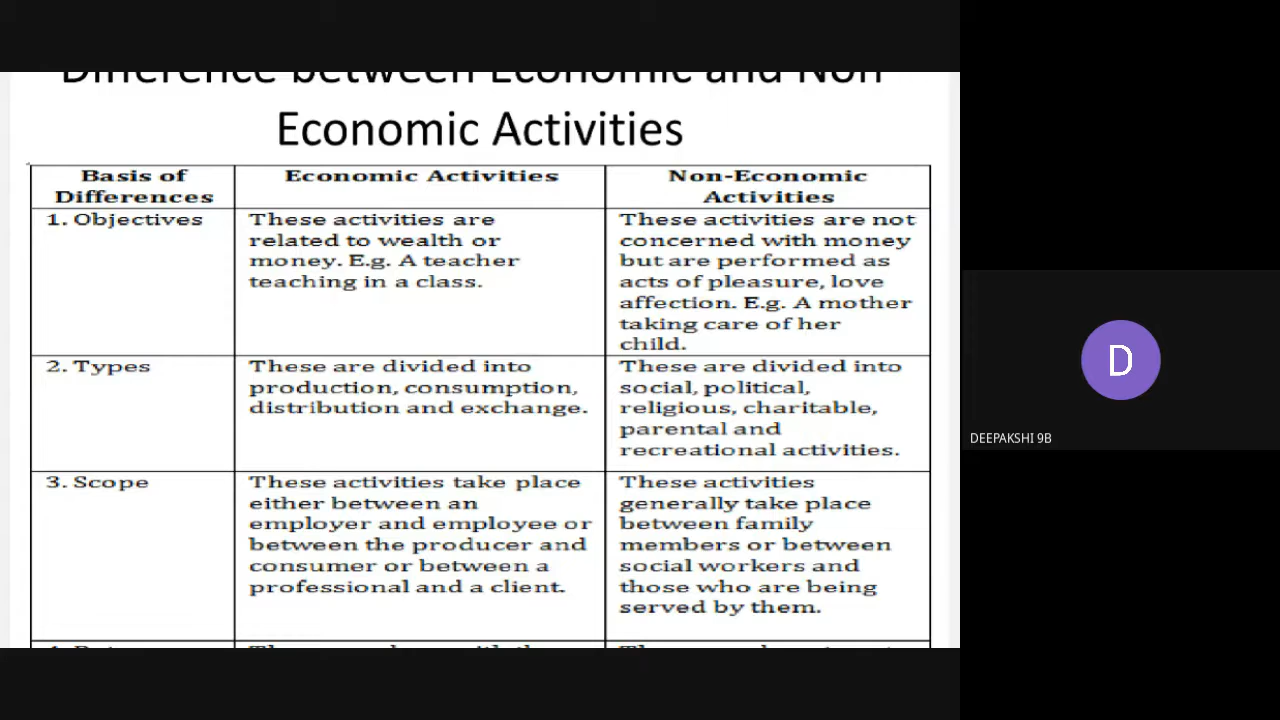 Difference between Economic and Non
Economic Activities
Basis of
Differences
Economic Activities
Non-Economic
Activities
1. Objectives
These activities are
related to wealth or
money. E.g. A teacher
teaching in a class.
These activities are not
concerned with money
but are performed as
acts of pleasure, love
affection. E.g. A mother
taking care of her
child.
2. Types
These are divided into
production, consumption,
distribution and exchange.
These are divided into
social, political,
religious, charitable,
parental and
recreational activities.
3. Scope
These activities take place
either between an
employer and employee or
between the producer and
consumer or between a
professional and a client.
These activities
generally take place
between family
members or between
social workers and
those who are being
served by them.
D
DEEPAKSHI 9B